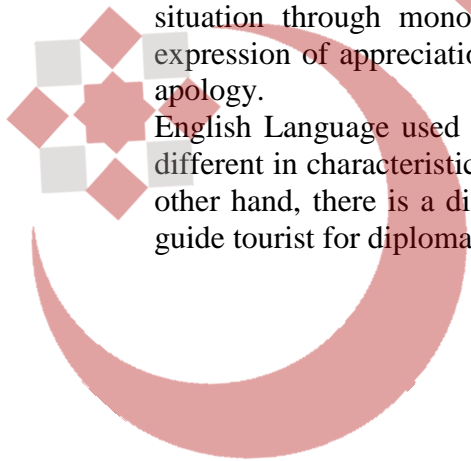 situation through mono
expression of appreciatio
apology.
English Language used
different in characteristic
other hand, there is a di
guide tourist for diploma